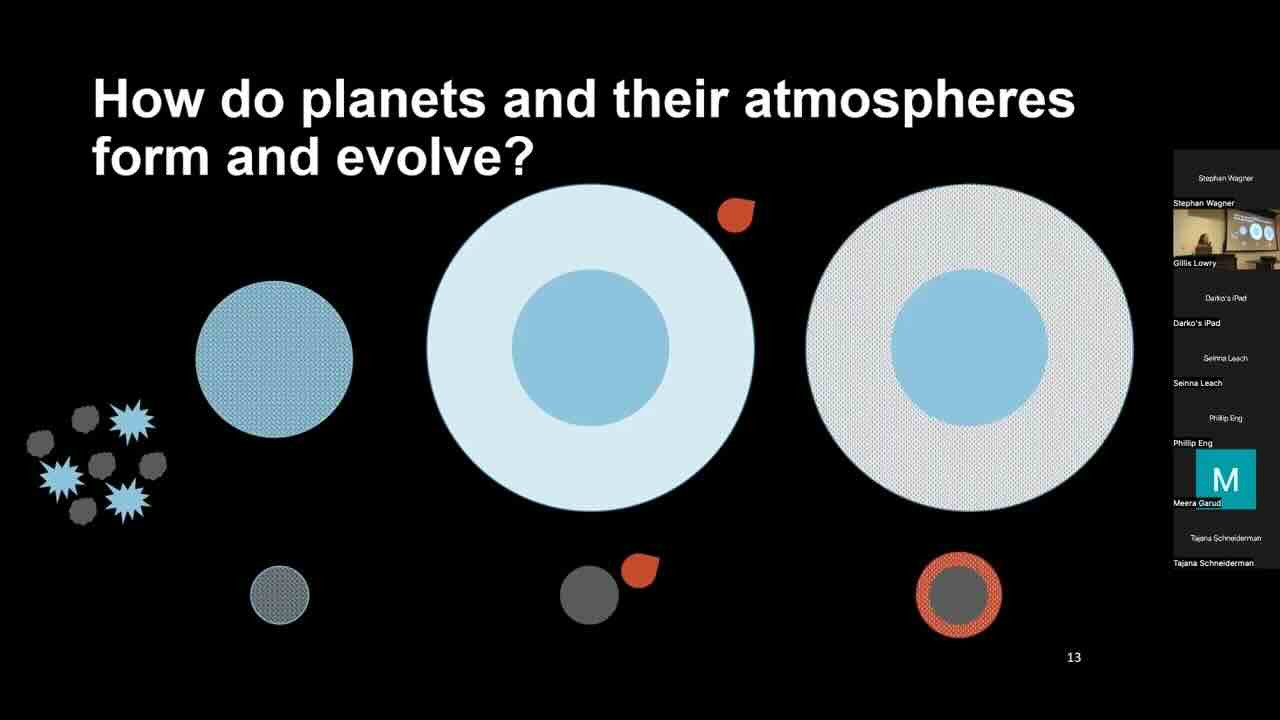 How do planets and their atmospheres
form and evolve?
13
Stephan Wagner
Stephan Wagner
Gillis Lowry
Darko's iPad
Darko's iPad
Seinna Leach
Seinna Leach
Phillip Eng
Phillip Eng
M
Meera Garud
Tajana Schneiderman
Tajana Schneiderman